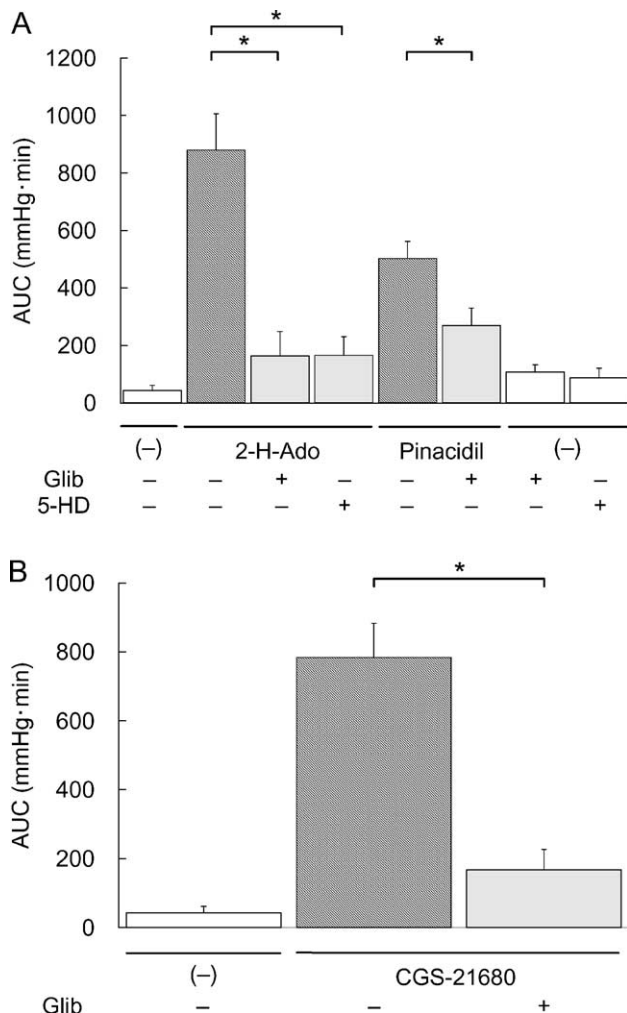 A
* *
*
1200
1000
800
600
400
200
0
AUC (mmHg·min)
(–) 2-H-Ado Pinacidil (–)
Glib – – + – – + + –
5-HD – – – + – – – +
B
*
1000
800
600
400
200
0
AUC (mmHg·min)
(–) CGS-21680
Glib – – +